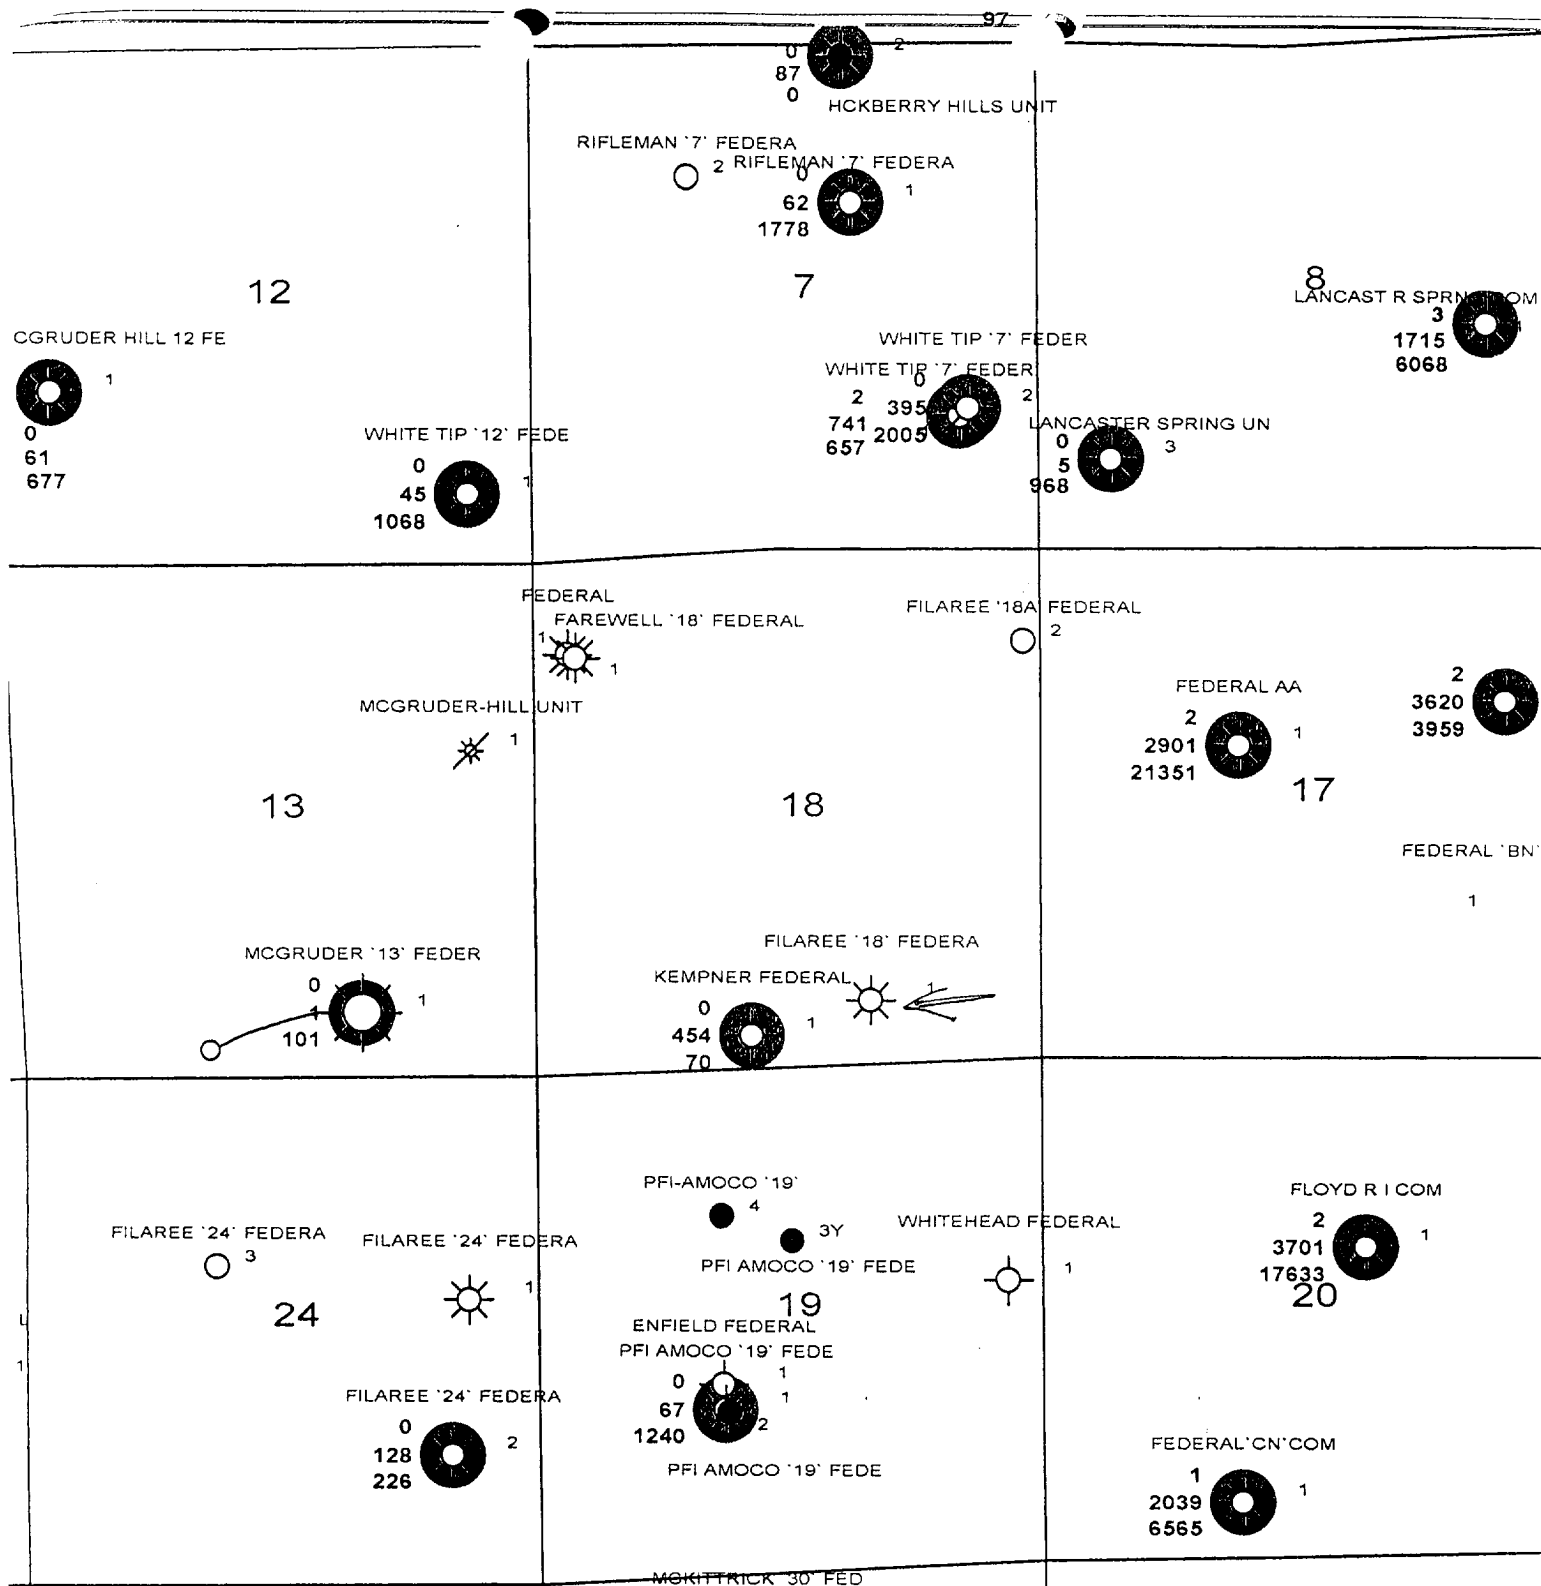 97
2
0
87
0
HCKBERRY HILLS UNIT
RIFLEMAN '7' FEDERA
2
RIFLEMAN '7' FEDERA
0
62
1778
1
12
7
8
LANCAST R SPRN OM
3
1715
6068
CGRUDER HILL 12 FE
1
0
61
677
WHITE TIP '7' FEDER
WHITE TIP '7' FEDER
0
395
2005
2
741
657
2
WHITE TIP '12' FEDE
0
45
1068
1
LANCASTER SPRING UN
0
5
968
3
FEDERAL
1
FAREWELL '18' FEDERAL
1
FILAREE '18A' FEDERAL
2
MCGRUDER-HILL UNIT
1
FEDERAL AA
2
2901
21351
1
2
3620
3959
13
18
17
FEDERAL 'BN'
1
MCGRUDER '13' FEDER
0
1
101
1
KEMPNER FEDERAL
0
454
70
1
FILAREE '18' FEDERA
1
PFI-AMOCO '19'
4
3Y
PFI AMOCO '19' FEDE
WHITEHEAD FEDERAL
1
FLOYD R I COM
2
3701
17633
1
FILAREE '24' FEDERA
3
FILAREE '24' FEDERA
1
24
19
20
1
ENFIELD FEDERAL
PFI AMOCO '19' FEDE
0
67
1240
1
1
2
PFI AMOCO '19' FEDE
FILAREE '24' FEDERA
0
128
226
2
FEDERAL'CN'COM
1
2039
6565
1
MCKITTRICK '30' FED